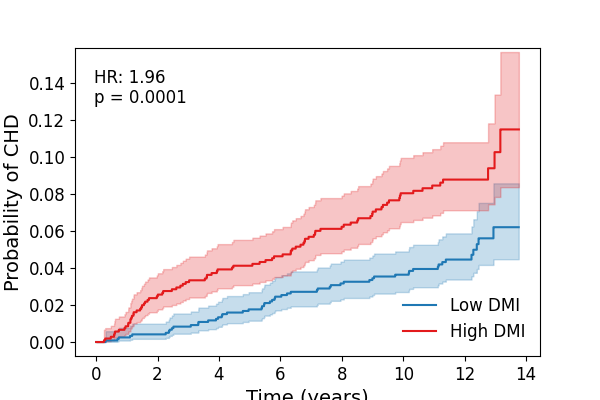 HR: 1.96
p = 0.0001
Probability of CHD
0.14
0.12
0.10
0.08
0.06
0.04
0.02
0.00
Low DMI
High DMI
0 2 4 6 8 10 12 14
Time (years)